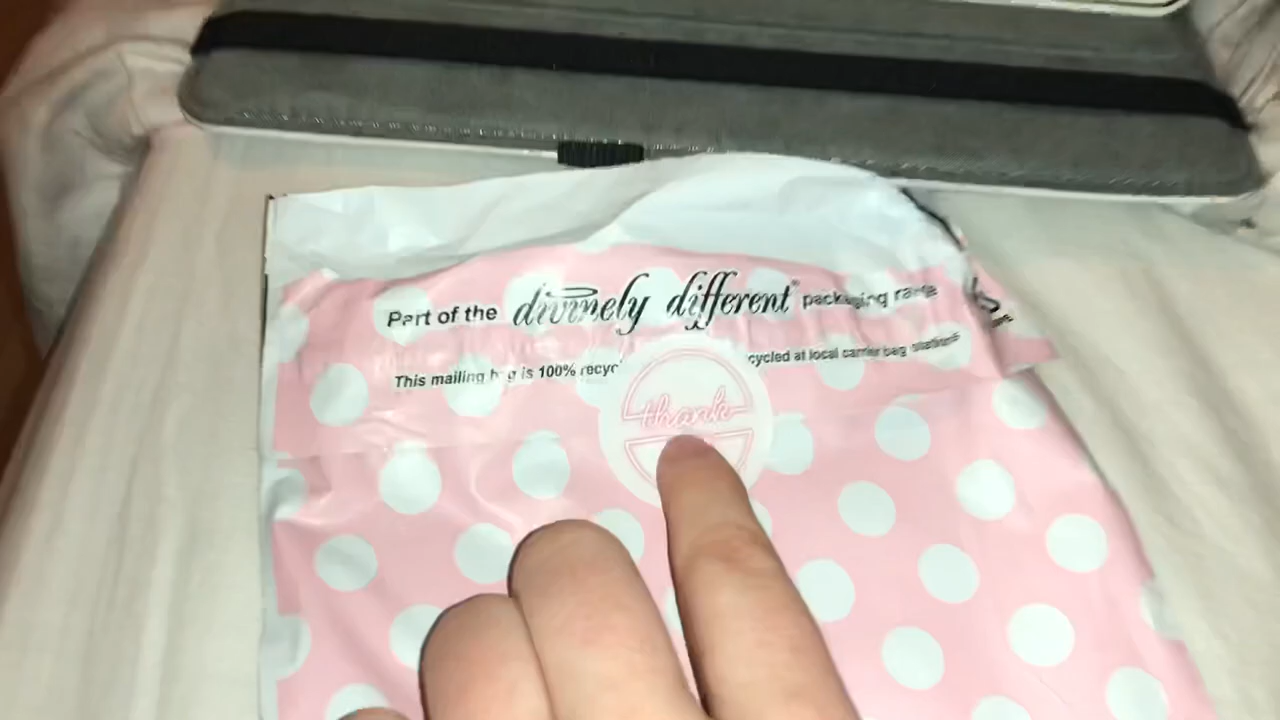 Part of the divinely different® packaging range
This mailing bag is 100% recyc cycled at local carrier bag stations
thank